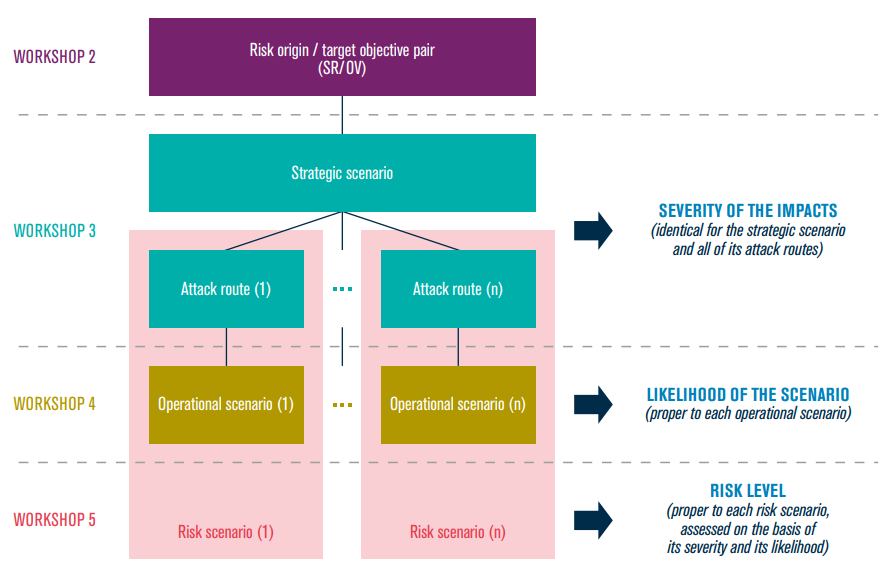 WORKSHOP 2
Risk origin / target objective pair
(SR/OV)
WORKSHOP 3
Strategic scenario
Attack route (1)
Attack route (n)
SEVERITY OF THE IMPACTS
(identical for the strategic scenario
and all of its attack routes)
WORKSHOP 4
Operational scenario (1)
Operational scenario (n)
LIKELIHOOD OF THE SCENARIO
(proper to each operational scenario)
WORKSHOP 5
Risk scenario (1)
Risk scenario (n)
RISK LEVEL
(proper to each risk scenario,
assessed on the basis of
its severity and its likelihood)